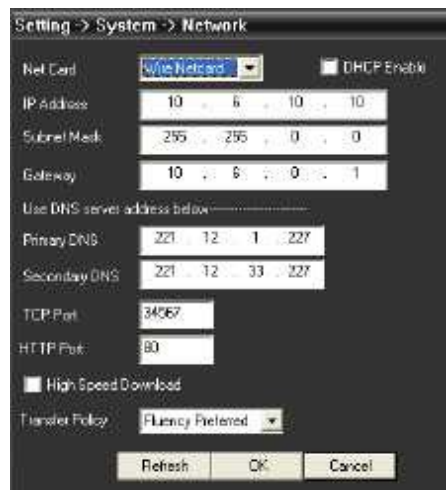 Setting -> System -> Network
Net Card Wire Netcard DHCP Enable
IP Address 10 . 6 . 10 . 10
Subnet Mask 255 . 255 . 0 . 0
Gateway 10 . 6 . 0 . 1
Use DNS server address below
Primary DNS 221 . 12 . 1 . 227
Secondary DNS 221 . 12 . 33 . 227
TCP Port 34567
HTTP Port 80
High Speed Download
Transfer Policy Fluency Preferred
Refresh OK Cancel